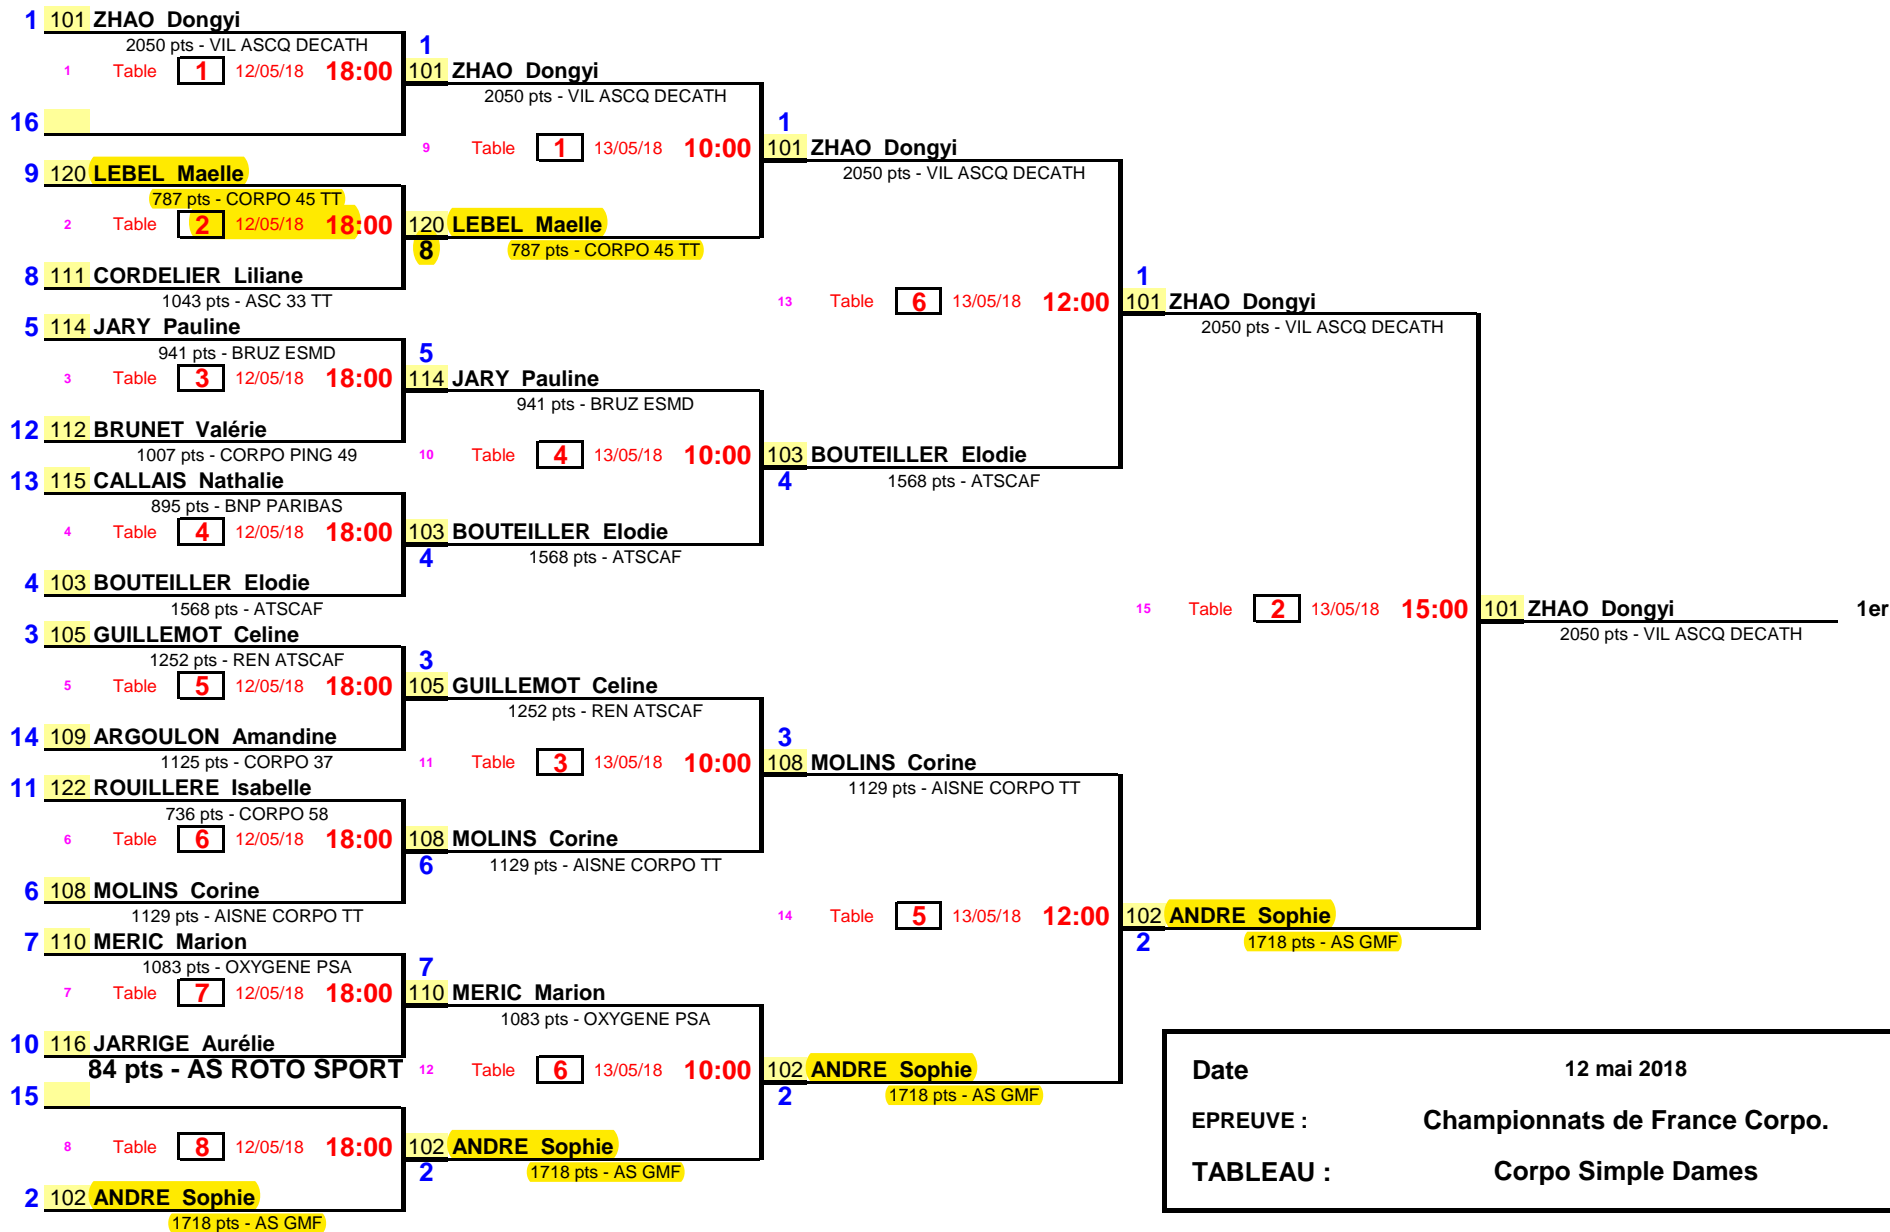 1 101 ZHAO Dongyi
2050 pts - VIL ASCQ DECATH
1 Table 1 12/05/18 18:00
16
9 120 LEBEL Maelle
787 pts - CORPO 45 TT
2 Table 2 12/05/18 18:00
8 111 CORDELIER Liliane
1043 pts - ASC 33 TT
5 114 JARY Pauline
941 pts - BRUZ ESMD
3 Table 3 12/05/18 18:00
12 112 BRUNET Valérie
1007 pts - CORPO PING 49
13 115 CALLAIS Nathalie
895 pts - BNP PARIBAS
4 Table 4 12/05/18 18:00
4 103 BOUTEILLER Elodie
1568 pts - ATSCAF
3 105 GUILLEMOT Celine
1252 pts - REN ATSCAF
5 Table 5 12/05/18 18:00
14 109 ARGOULON Amandine
1125 pts - CORPO 37
11 122 ROUILLERE Isabelle
736 pts - CORPO 58
6 Table 6 12/05/18 18:00
6 108 MOLINS Corine
1129 pts - AISNE CORPO TT
7 110 MERIC Marion
1083 pts - OXYGENE PSA
7 Table 7 12/05/18 18:00
10 116 JARRIGE Aurélie
84 pts - AS ROTO SPORT
15
8 Table 8 12/05/18 18:00
2 102 ANDRE Sophie
1718 pts - AS GMF
1
101 ZHAO Dongyi
2050 pts - VIL ASCQ DECATH
9 Table 1 13/05/18 10:00
120 LEBEL Maelle
8 787 pts - CORPO 45 TT
5
114 JARY Pauline
941 pts - BRUZ ESMD
10 Table 4 13/05/18 10:00
103 BOUTEILLER Elodie
4 1568 pts - ATSCAF
3
105 GUILLEMOT Celine
1252 pts - REN ATSCAF
11 Table 3 13/05/18 10:00
108 MOLINS Corine
6 1129 pts - AISNE CORPO TT
7
110 MERIC Marion
1083 pts - OXYGENE PSA
12 Table 6 13/05/18 10:00
102 ANDRE Sophie
2 1718 pts - AS GMF
1
101 ZHAO Dongyi
2050 pts - VIL ASCQ DECATH
13 Table 6 13/05/18 12:00
103 BOUTEILLER Elodie
4 1568 pts - ATSCAF
3
108 MOLINS Corine
1129 pts - AISNE CORPO TT
14 Table 5 13/05/18 12:00
102 ANDRE Sophie
2 1718 pts - AS GMF
1
101 ZHAO Dongyi
2050 pts - VIL ASCQ DECATH
15 Table 2 13/05/18 15:00
102 ANDRE Sophie
2 1718 pts - AS GMF
101 ZHAO Dongyi 1er
2050 pts - VIL ASCQ DECATH
Date 12 mai 2018
EPREUVE : Championnats de France Corpo.
TABLEAU : Corpo Simple Dames